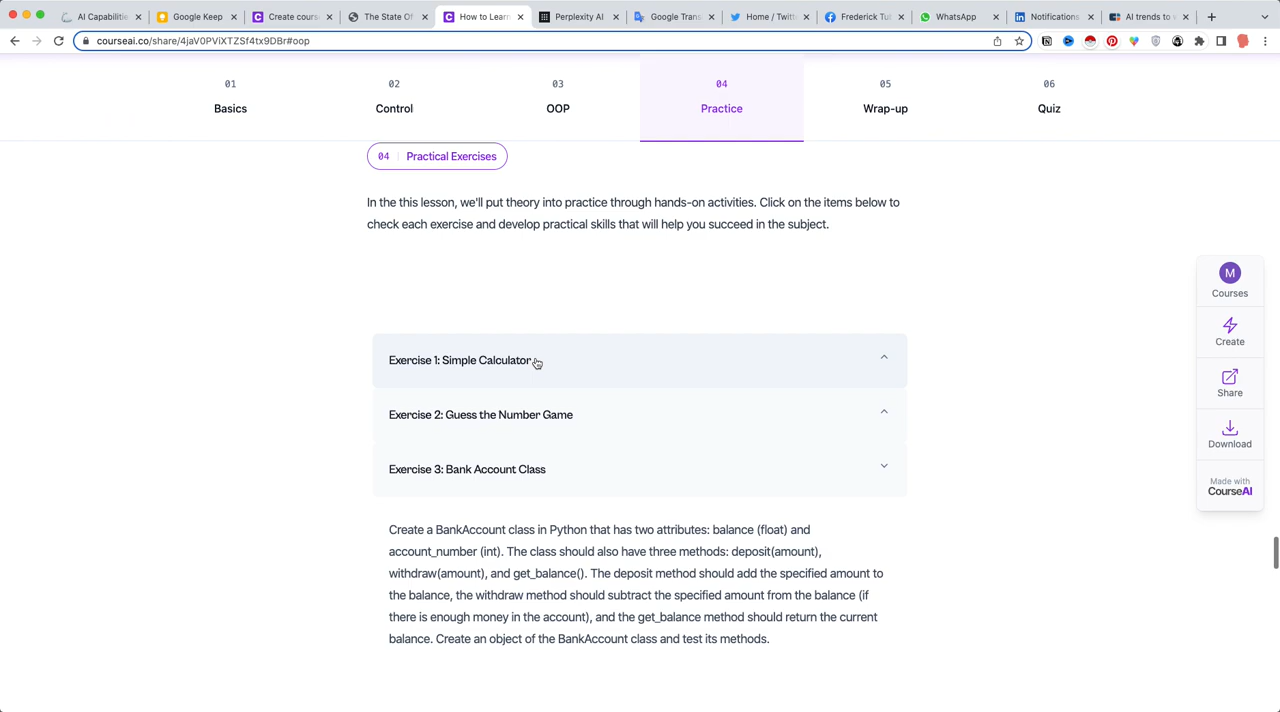 AI Capabilitie
Google Keep
Create cours
The State Of
How to Learn
Perplexity AI
Google Trans
Home / Twitt
Frederick Tut
WhatsApp
Notifications
AI trends to w
courseai.co/share/4jaV0PViXTZSf4tx9DBr#oop
01
02
03
04
05
06
Basics
Control
OOP
Practice
Wrap-up
Quiz
04 | Practical Exercises
In the this lesson, we'll put theory into practice through hands-on activities. Click on the items below to
check each exercise and develop practical skills that will help you succeed in the subject.
Exercise 1: Simple Calculator
Exercise 2: Guess the Number Game
Exercise 3: Bank Account Class
Create a BankAccount class in Python that has two attributes: balance (float) and
account_number (int). The class should also have three methods: deposit(amount),
withdraw(amount), and get_balance(). The deposit method should add the specified amount to
the balance, the withdraw method should subtract the specified amount from the balance (if
there is enough money in the account), and the get_balance method should return the current
balance. Create an object of the BankAccount class and test its methods.
M
Courses
Create
Share
Download
Made with
CourseAI